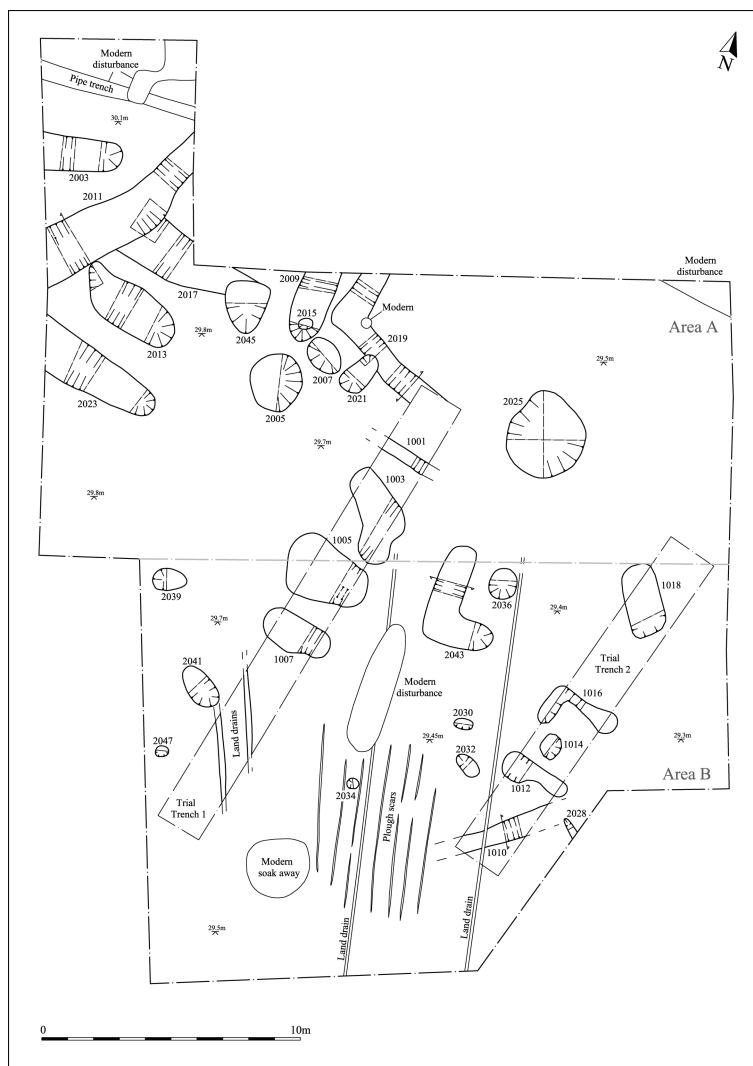 N
Modern
disturbance
Pipe trench
30.1m
2003
2011
2017
2013
29.8m
2045
2009
2015
Modern
2019
2007
2021
2005
2023
Modern
disturbance
Area A
29.5m
2025
29.7m
1001
29.8m
1003
1005
2039
29.7m
1007
2041
2047
Land drains
Trial
Trench 1
Modern
soak away
29.5m
2036
2043
29.4m
1018
Trial
Trench 2
Modern
disturbance
1016
2030
29.45m
2032
1014
29.3m
1012
Area B
2034
Plough scars
2028
1010
Land drain
Land drain
0
10m